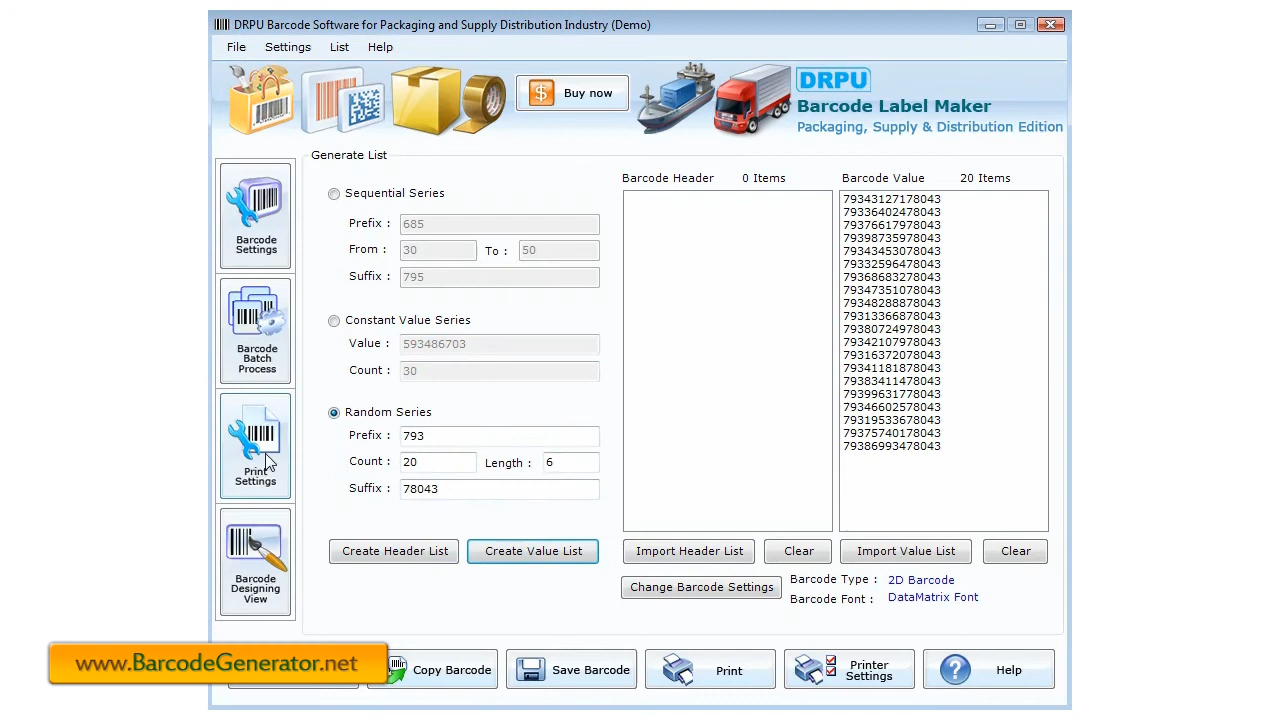 DRPU Barcode Software for Packaging and Supply Distribution Industry (Demo)
File Settings List Help
Buy now
DRPU
Barcode Label Maker
Packaging, Supply & Distribution Edition
Barcode Settings
Barcode Batch Process
Print Settings
Barcode Designing View
Generate List
Sequential Series
Prefix : 685
From : 30 To : 50
Suffix : 795
Constant Value Series
Value : 593486703
Count : 30
Random Series
Prefix : 793
Count : 20 Length : 6
Suffix : 78043
Create Header List Create Value List
Barcode Header 0 Items Barcode Value 20 Items
79343127178043
79336402478043
79376617978043
79398735978043
79343453078043
79332596478043
79368683278043
79347351078043
79348288878043
79313366878043
79380724978043
79342107978043
79316372078043
79341181878043
79383411478043
79399631778043
79346602578043
79319533678043
79375740178043
79386993478043
Import Header List Clear Import Value List Clear
Change Barcode Settings
Barcode Type : 2D Barcode
Barcode Font : DataMatrix Font
www.BarcodeGenerator.net
Copy Barcode Save Barcode Print Printer Settings Help